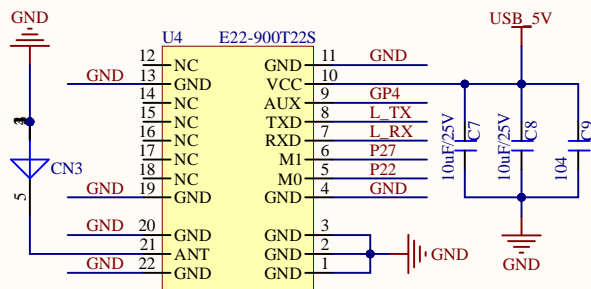 GND
U4 E22-900T22S
USB_5V
12 NC GND 11 GND
GND 13 GND VCC 10
14 NC AUX 9 GP4
15 NC TXD 8 L_TX
16 NC RXD 7 L_RX
17 NC M1 6 P27
18 NC M0 5 P22
GND 19 GND GND 4 GND
GND 20 GND GND 3
21 ANT GND 2 GND
GND 22 GND GND 1
CN3
5
10uF/25V C7
10uF/25V C8
104 C9
GND